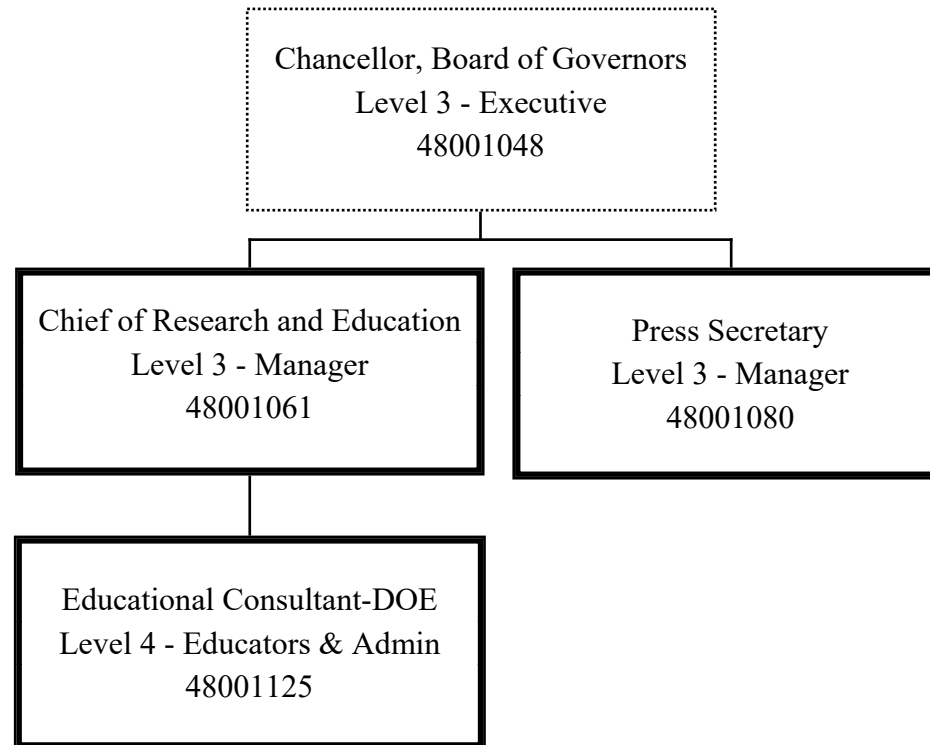 Chancellor, Board of Governors
Level 3 - Executive
48001048
Chief of Research and Education
Level 3 - Manager
48001061
Press Secretary
Level 3 - Manager
48001080
Educational Consultant-DOE
Level 4 - Educators & Admin
48001125